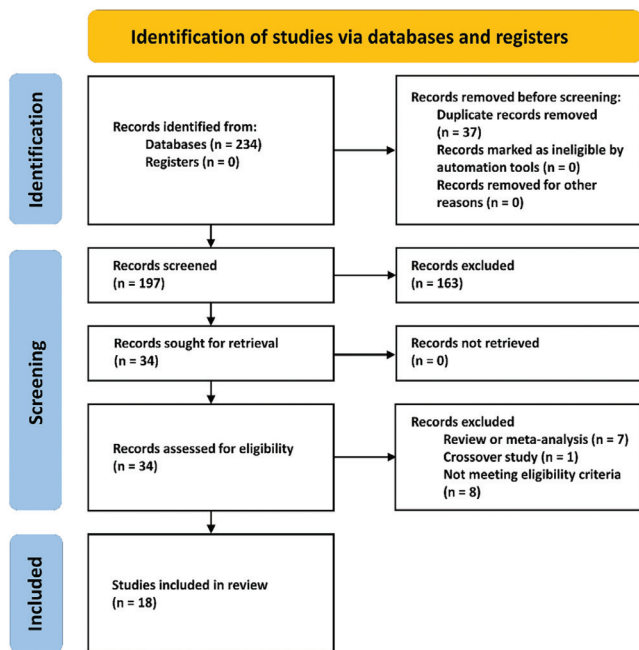 Identification of studies via databases and registers
Identification
Records identified from:
Databases (n = 234)
Registers (n = 0)
Records removed before screening:
Duplicate records removed
(n = 37)
Records marked as ineligible by
automation tools (n = 0)
Records removed for other
reasons (n = 0)
Screening
Records screened
(n = 197)
Records excluded
(n = 163)
Records sought for retrieval
(n = 34)
Records not retrieved
(n = 0)
Records assessed for eligibility
(n = 34)
Records excluded
Review or meta-analysis (n = 7)
Crossover study (n = 1)
Not meeting eligibility criteria
(n = 8)
Included
Studies included in review
(n = 18)